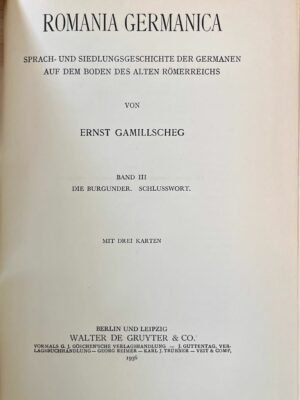 ROMANIA GERMANICA
SPRACH- UND SIEDLUNGSGESCHICHTE DER GERMANEN
AUF DEM BODEN DES ALTEN RÖMERREICHS
VON
ERNST GAMILLSCHEG
BAND III
DIE BURGUNDER. SCHLUSSWORT.
MIT DREI KARTEN
BERLIN UND LEIPZIG
WALTER DE GRUYTER & CO.
VORMALS G. J. GÖSCHEN'SCHE VERLAGSHANDLUNG — J. GUTTENTAG, VER-
LAGSBUCHHANDLUNG — GEORG REIMER — KARL J. TRÜBNER — VEIT & COMP.
1936